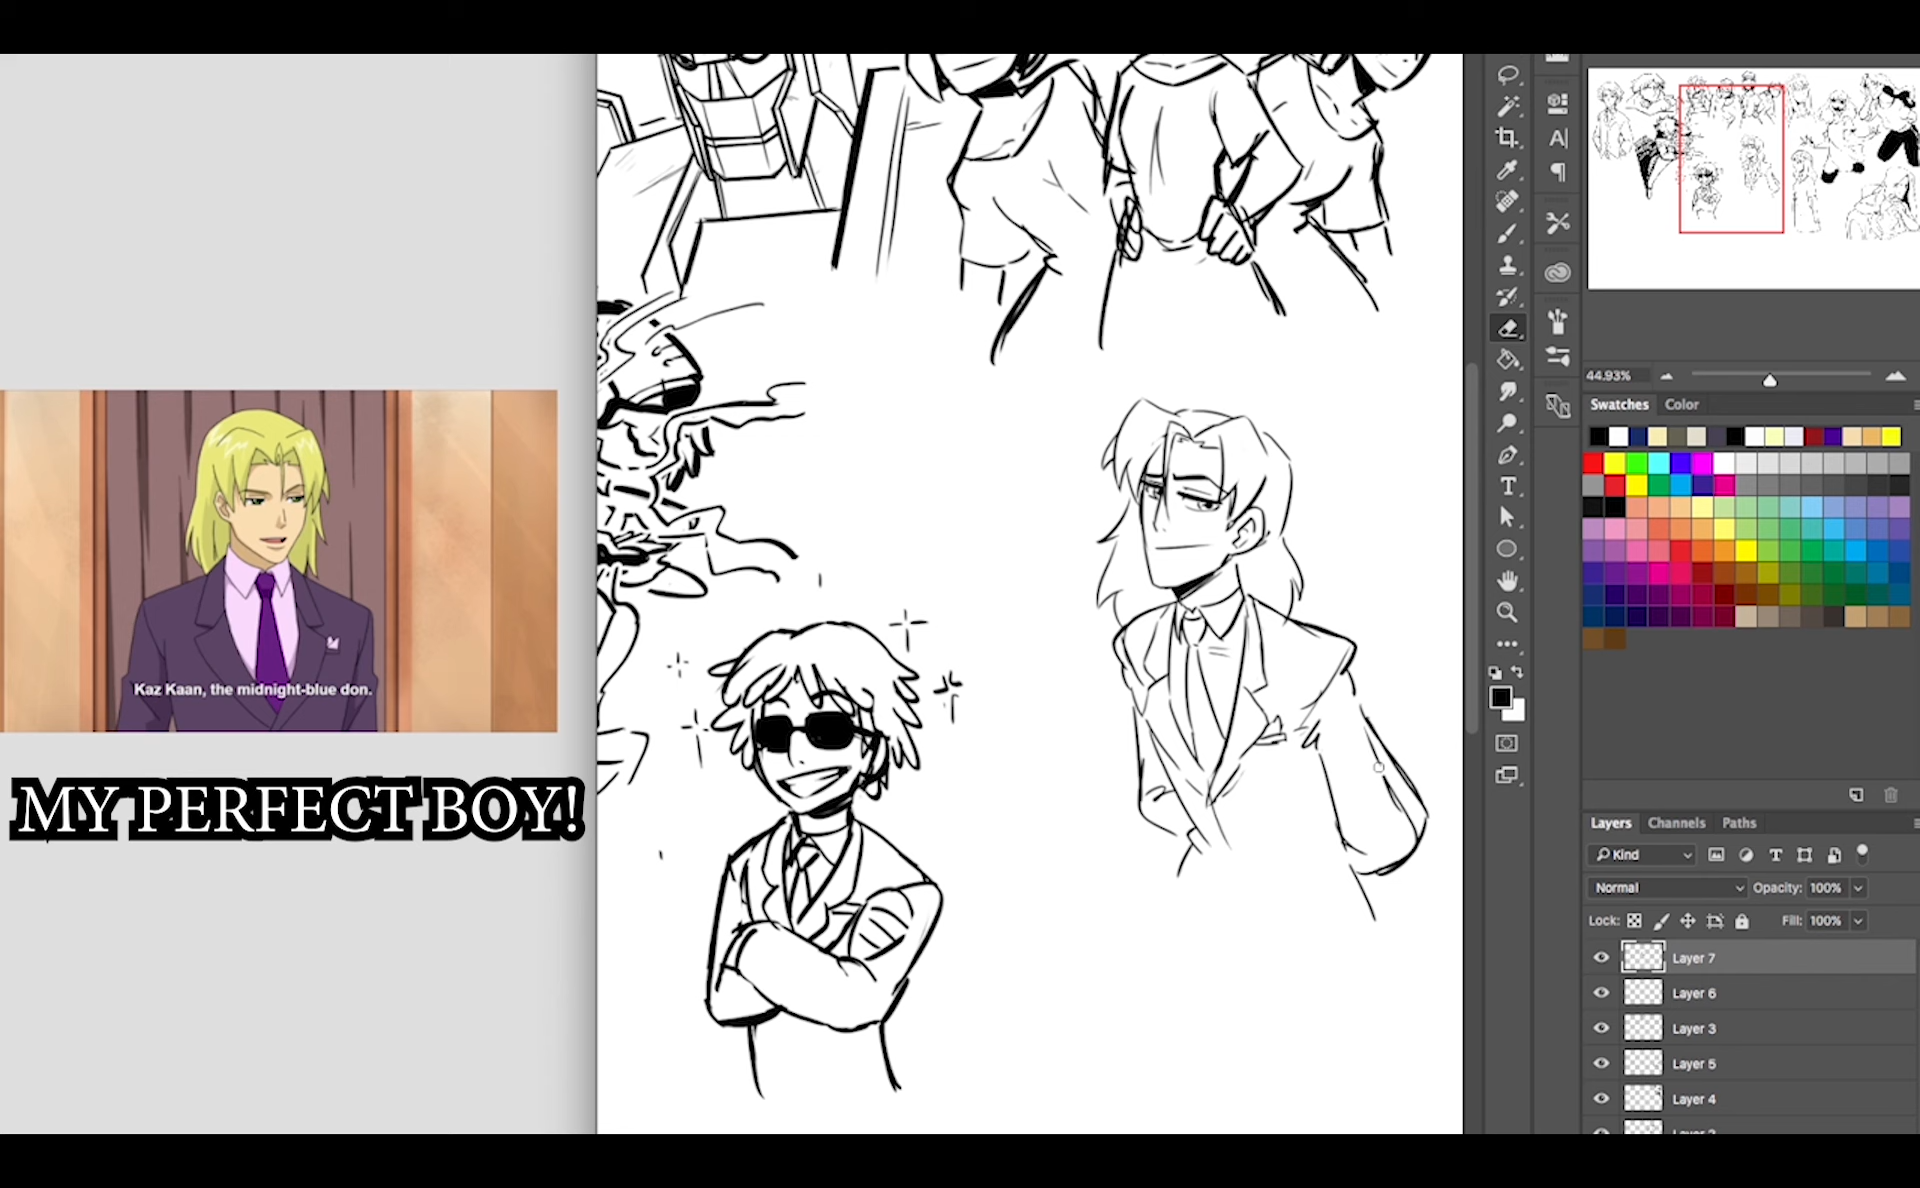 Kaz Kaan, the midnight-blue don.
MY PERFECT BOY!
44.93%
Swatches Color
Layers Channels Paths
Kind
Normal Opacity: 100%
Lock: Fill: 100%
Layer 7
Layer 6
Layer 3
Layer 5
Layer 4